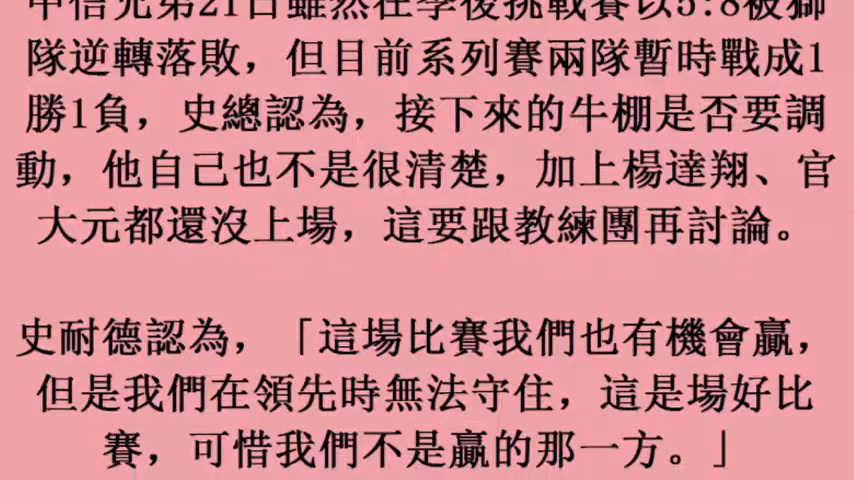 中信兄弟21日雖然在季後挑戰賽以5:8被獅
隊逆轉落敗，但目前系列賽兩隊暫時戰成1
勝1負，史總認為，接下來的牛棚是否要調
動，他自己也不是很清楚，加上楊達翔、官
大元都還沒上場，這要跟教練團再討論。
史耐德認為，「這場比賽我們也有機會贏，
但是我們在領先時無法守住，這是場好比
賽，可惜我們不是贏的那一方。」